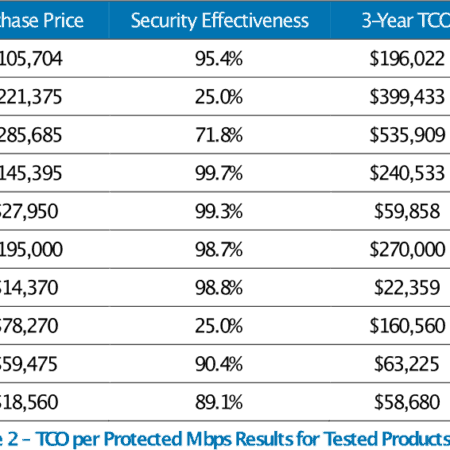 chase Price Security Effectiveness 3-Year TCO
105,704 95.4% $196,022
221,375 25.0% $399,433
285,685 71.8% $535,909
145,395 99.7% $240,533
$27,950 99.3% $59,858
195,000 98.7% $270,000
$14,370 98.8% $22,359
$78,270 25.0% $160,560
$59,475 90.4% $63,225
$18,560 89.1% $58,680
e 2 – TCO per Protected Mbps Results for Tested Products